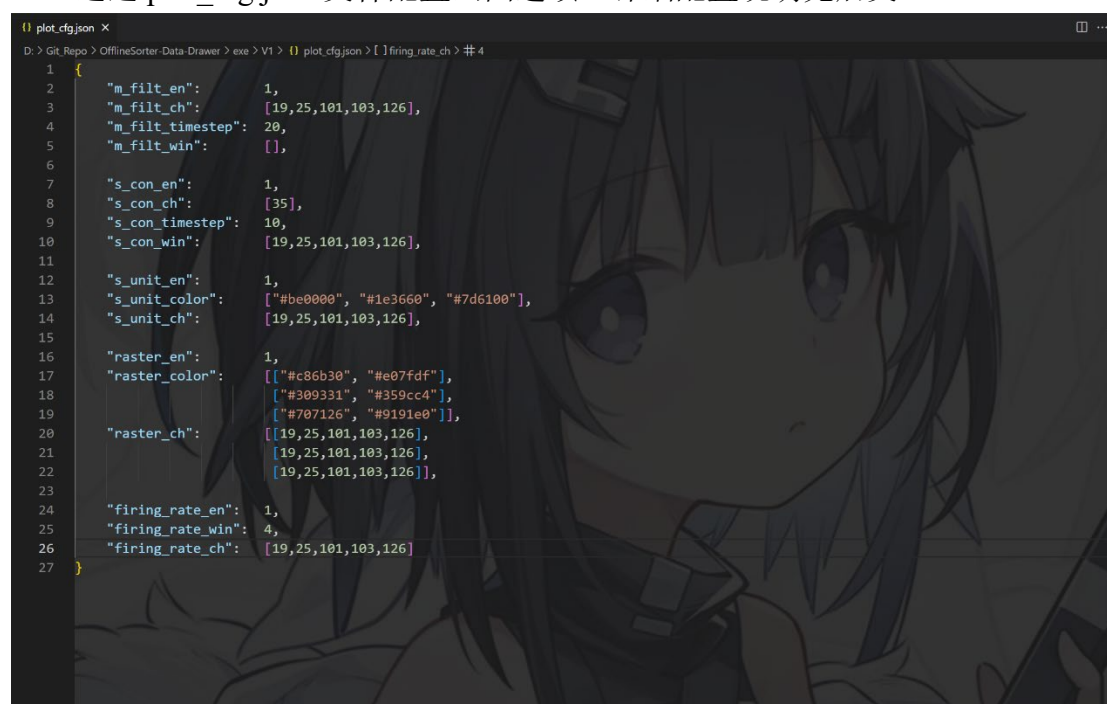 {} plot_cfg.json ×
D: > Git_Repo > OfflineSorter-Data-Drawer > exe > V1 > {} plot_cfg.json > [ ] firing_rate_ch > # 4
1 {
2 "m_filt_en": 1,
3 "m_filt_ch": [19,25,101,103,126],
4 "m_filt_timestep": 20,
5 "m_filt_win": [],
6
7 "s_con_en": 1,
8 "s_con_ch": [35],
9 "s_con_timestep": 10,
10 "s_con_win": [19,25,101,103,126],
11
12 "s_unit_en": 1,
13 "s_unit_color": ["#be0000", "#1e3660", "#7d6100"],
14 "s_unit_ch": [19,25,101,103,126],
15
16 "raster_en": 1,
17 "raster_color": [["#c86b30", "#e07fdf"],
18 ["#309331", "#359cc4"],
19 ["#707126", "#9191e0"]],
20 "raster_ch": [[19,25,101,103,126],
21 [19,25,101,103,126],
22 [19,25,101,103,126]],
23
24 "firing_rate_en": 1,
25 "firing_rate_win": 4,
26 "firing_rate_ch": [19,25,101,103,126]
27 }